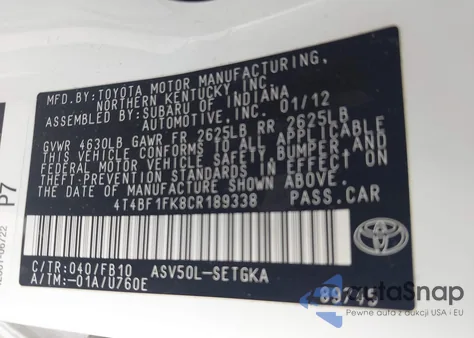 MFD. BY: TOYOTA MOTOR MANUFACTURING,
NORTHERN KENTUCKY INC.
ASSEMBLED BY: SUBARU OF INDIANA
AUTOMOTIVE, INC. 01/12
GVWR 4630LB GAWR FR 2625LB RR 2625LB
THIS VEHICLE CONFORMS TO ALL APPLICABLE
FEDERAL MOTOR VEHICLE SAFETY, BUMPER, AND
THEFT-PREVENTION STANDARDS IN EFFECT ON
THE DATE OF MANUFACTURE SHOWN ABOVE.
4T4BF1FK8CR189338 PASS.CAR
C/TR:040/FB10 ASV50L-SETGKA
A/TM:-01A/U760E
TOYOTA
89745
P7
zutaSnap
Pewne auta z USA i EU